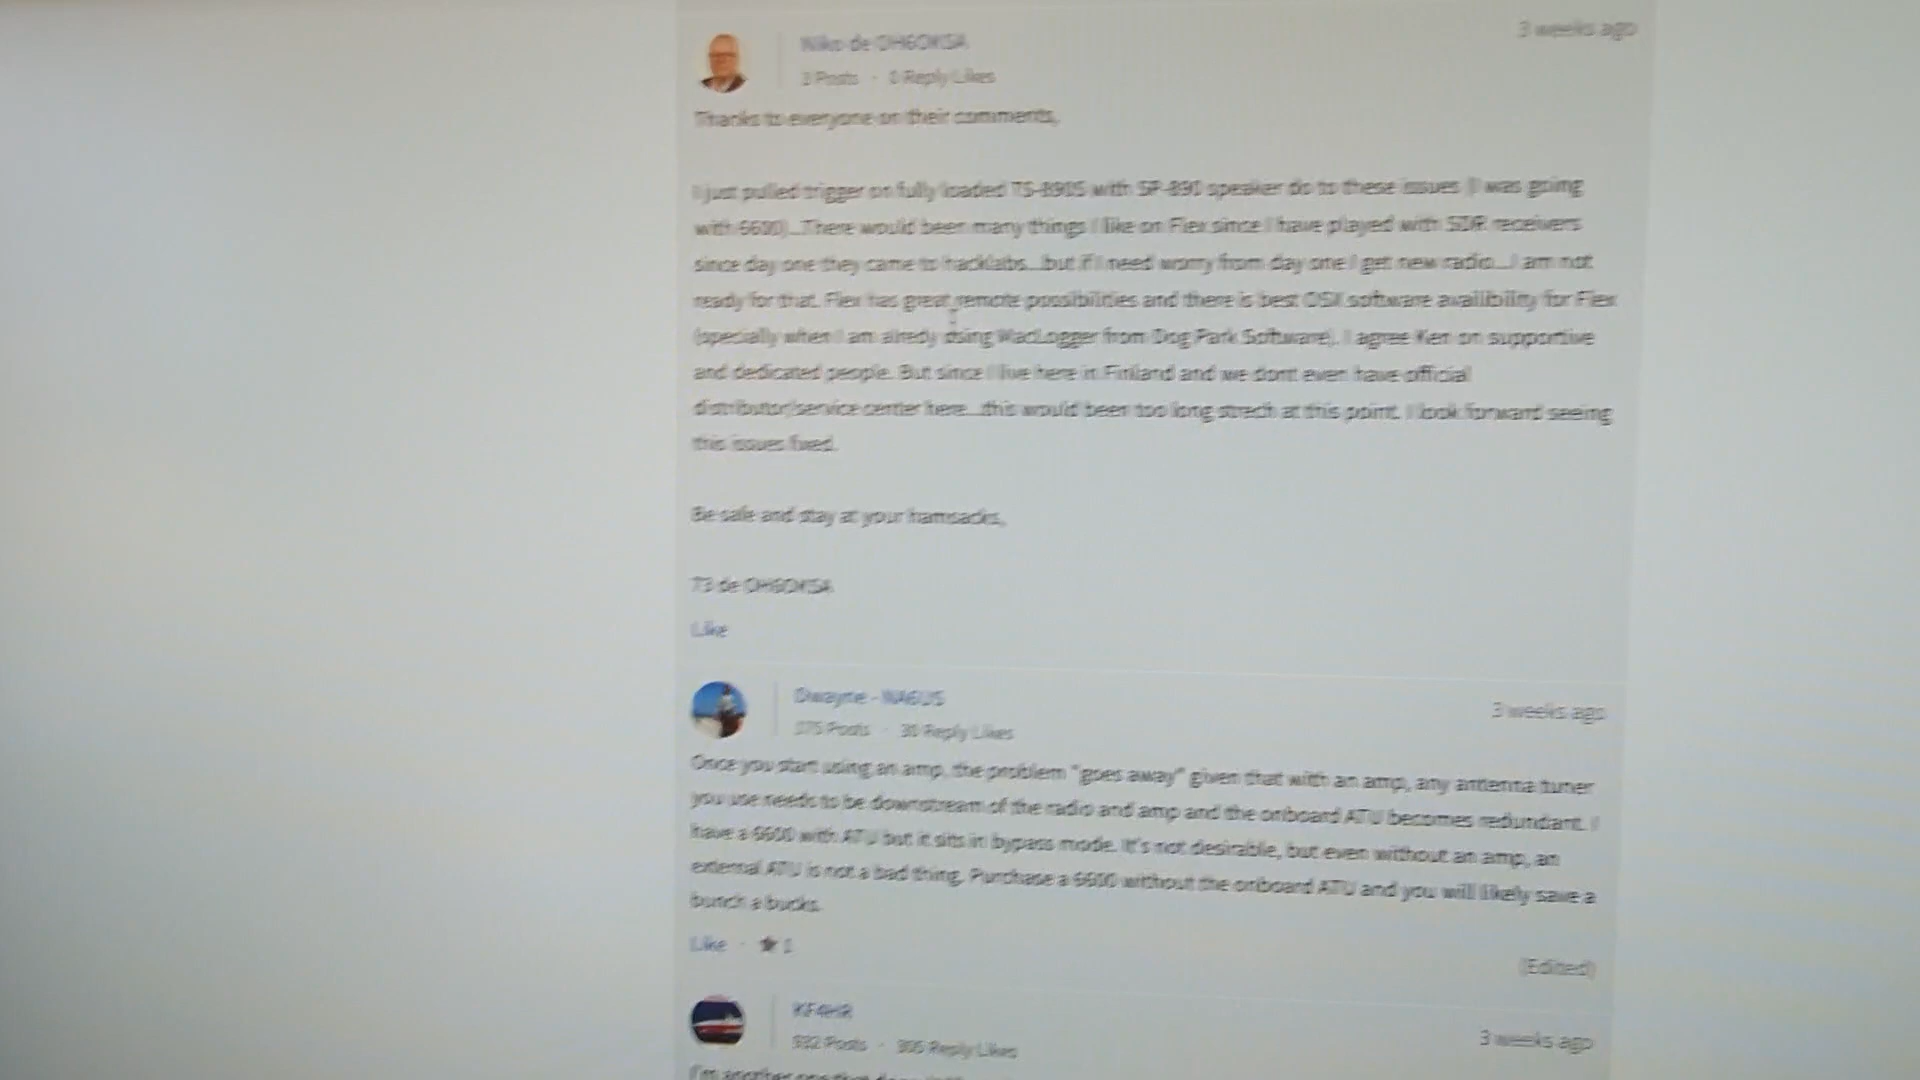 Niko de OH6OKSA
3 weeks ago
Posts · 0 Reply Likes
Thanks to everyone on their comments,
I just pulled trigger on fully loaded TS-890S with SP-890 speaker do to these issues (I was going
with 6600)...There would been many things I like on Flex since I have played with SDR receivers
since day one they came to hacklabs...but if I need worry from day one I get new radio....I am not
ready for that. Flex has great remote possibilities and there is best OSX software availibility for Flex
(specially when I am alredy using MacLogger from Dog Park Software). I agree Ken on supportive
and dedicated people. But since I live here in Finland and we dont even have official
distributor/service center here...this would been too long strech at this point. I look forward seeing
this issues fixed.
Be safe and stay at your hamsacks,
73 de OH6OKSA
Like
Dwayne - NA6US
3 weeks ago
Posts · Reply Likes
Once you start using an amp, the problem "goes away" given that with an amp, any antenna tuner
you use needs to be downstream of the radio and amp and the onboard ATU becomes redundant. I
have a 6600 with ATU but it sits in bypass mode. It's not desirable, but even without an amp, an
external ATU is not a bad thing. Purchase a 6600 without the onboard ATU and you will likely save a
bunch a bucks.
Like · ★ 1
(Edited)
KF4HR
3 weeks ago
Posts · Reply Likes
I'm another one that